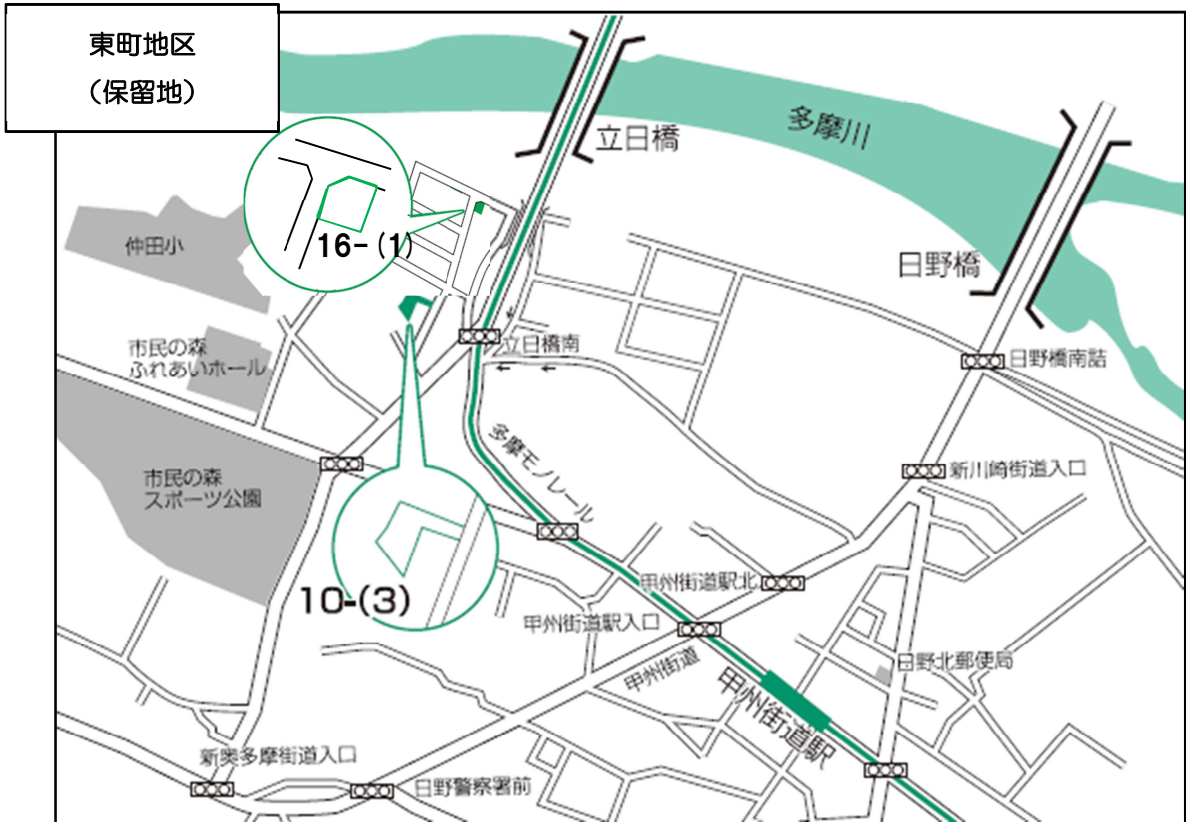 東町地区
（保留地）
多摩川
立日橋
日野橋
仲田小
16-(1)
市民の森
ふれあいホール
立日橋南
日野橋南詰
多摩モノレール
市民の森
スポーツ公園
新川崎街道入口
10-(3)
甲州街道駅北
甲州街道駅入口
甲州街道
甲州街道駅
日野北郵便局
新奥多摩街道入口
日野警察署前